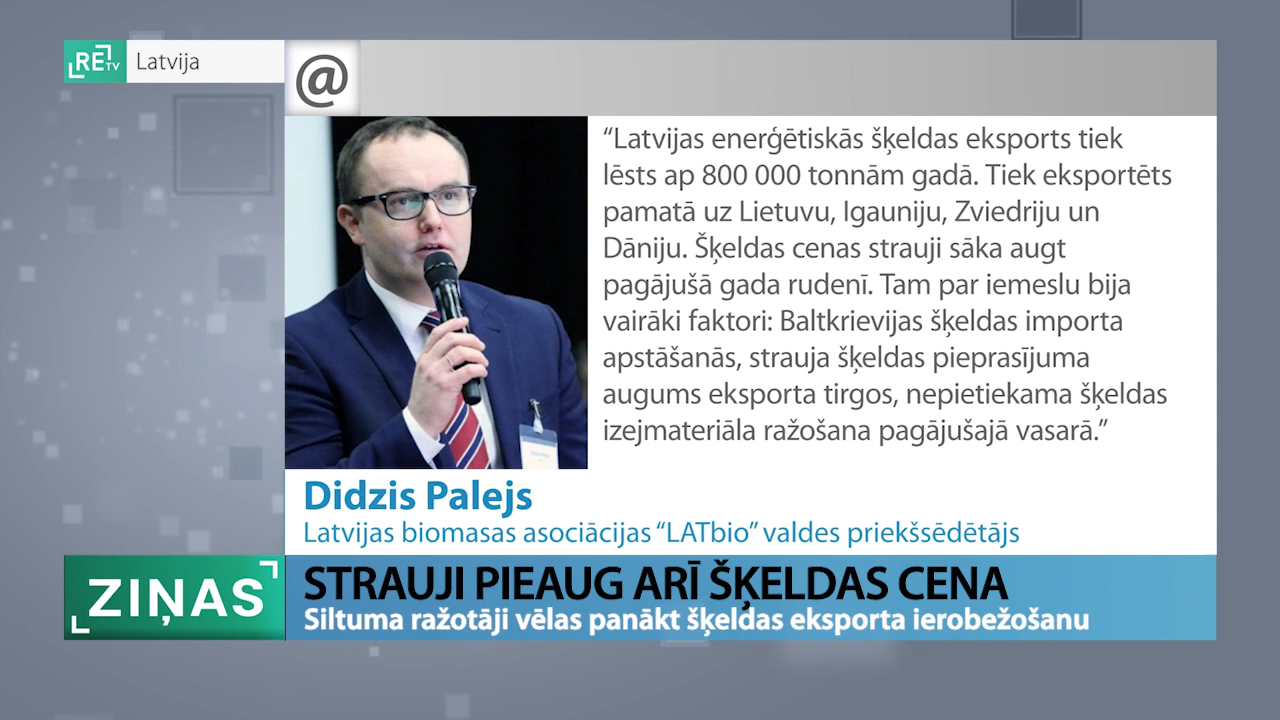 RE TV
Latvija
@
“Latvijas enerģētiskās šķeldas eksports tiek
lēsts ap 800 000 tonnām gadā. Tiek eksportēts
pamatā uz Lietuvu, Igauniju, Zviedriju un
Dāniju. Šķeldas cenas strauji sāka augt
pagājušā gada rudenī. Tam par iemeslu bija
vairāki faktori: Baltkrievijas šķeldas importa
apstāšanās, strauja šķeldas pieprasījuma
augums eksporta tirgos, nepietiekama šķeldas
izejmateriāla ražošana pagājušajā vasarā.”
Didzis Palejs
Latvijas biomasas asociācijas “LATbio” valdes priekšsēdētājs
ZIŅAS
STRAUJI PIEAUG ARĪ ŠĶELDAS CENA
Siltuma ražotāji vēlas panākt šķeldas eksporta ierobežošanu